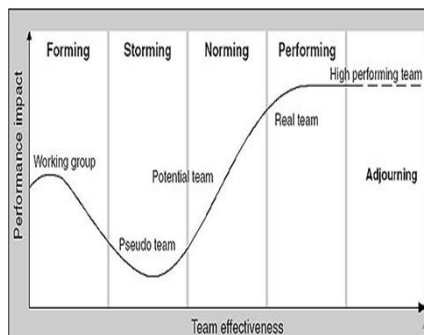 Forming Storming Norming Performing
High performing team
Real team
Working group
Potential team
Adjourning
Pseudo team
Performance impact
Team effectiveness